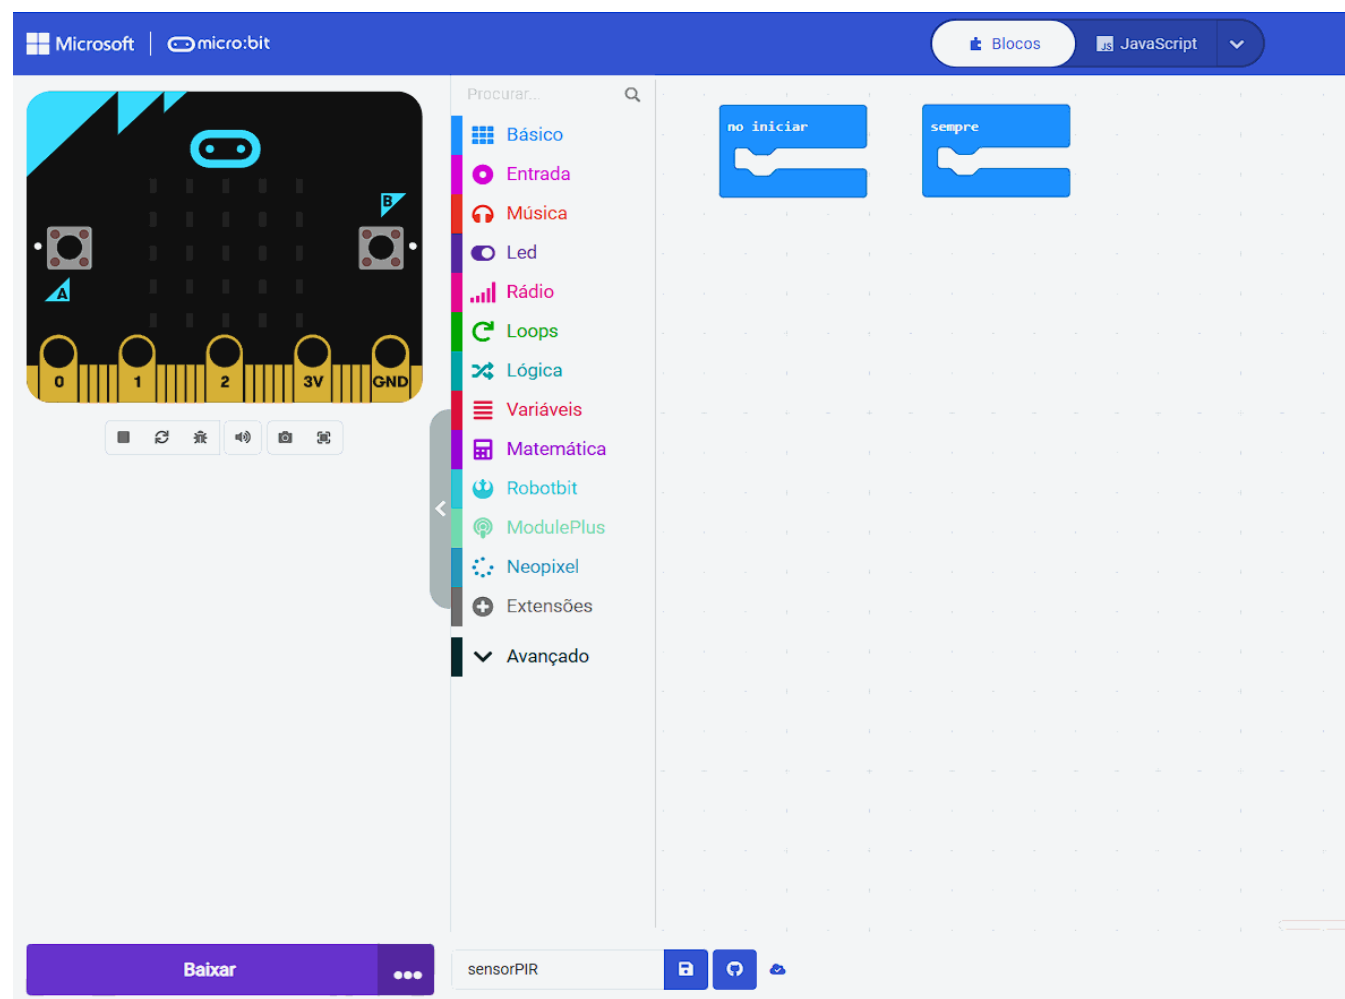 Microsoft
micro:bit
Blocos
JS
JavaScript
Procurar...
Básico
Entrada
Música
Led
Rádio
Loops
Lógica
Variáveis
Matemática
Robotbit
ModulePlus
Neopixel
Extensões
Avançado
no iniciar
sempre
B
A
0
1
2
3V
GND
Baixar
sensorPIR